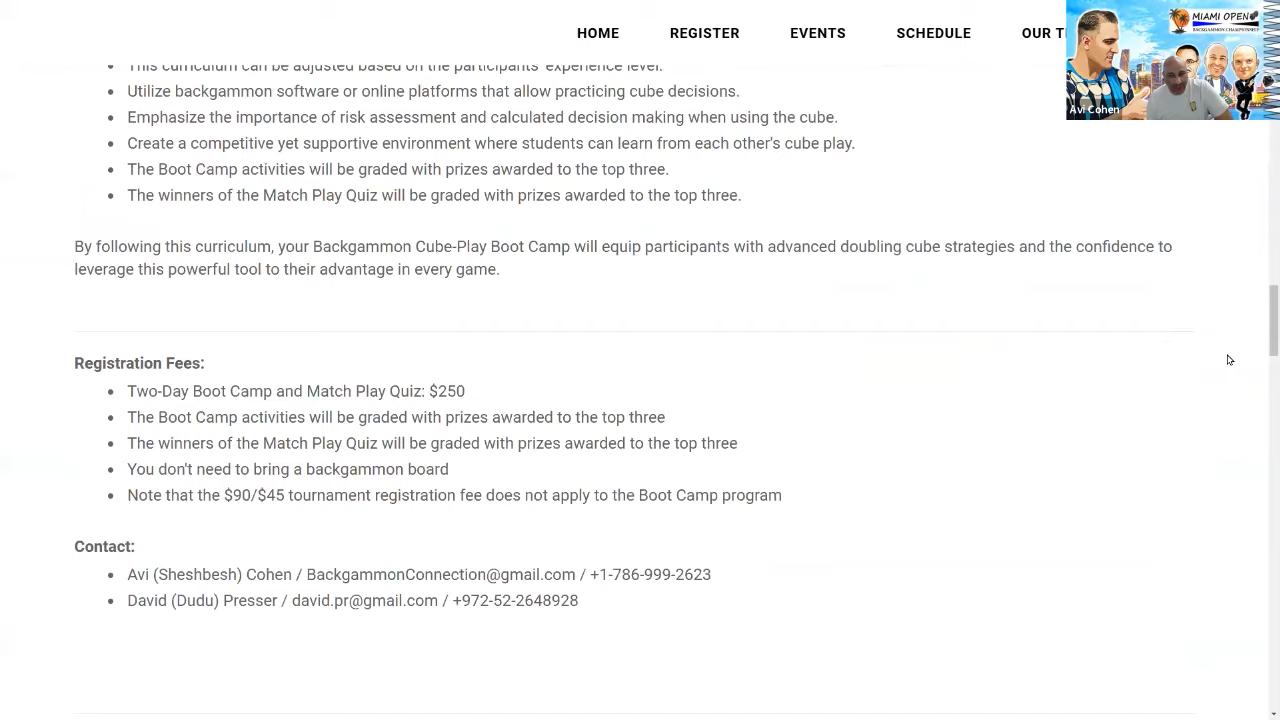 HOME REGISTER EVENTS SCHEDULE OUR
MIAMI OPEN
BACKGAMMON CHAMPIONSHIP
Avi Cohen
This curriculum can be adjusted based on the participants' experience level.
Utilize backgammon software or online platforms that allow practicing cube decisions.
Emphasize the importance of risk assessment and calculated decision making when using the cube.
Create a competitive yet supportive environment where students can learn from each other's cube play.
The Boot Camp activities will be graded with prizes awarded to the top three.
The winners of the Match Play Quiz will be graded with prizes awarded to the top three.
By following this curriculum, your Backgammon Cube-Play Boot Camp will equip participants with advanced doubling cube strategies and the confidence to
leverage this powerful tool to their advantage in every game.
Registration Fees:
Two-Day Boot Camp and Match Play Quiz: $250
The Boot Camp activities will be graded with prizes awarded to the top three
The winners of the Match Play Quiz will be graded with prizes awarded to the top three
You don't need to bring a backgammon board
Note that the $90/$45 tournament registration fee does not apply to the Boot Camp program
Contact:
Avi (Sheshbesh) Cohen / BackgammonConnection@gmail.com / +1-786-999-2623
David (Dudu) Presser / david.pr@gmail.com / +972-52-2648928